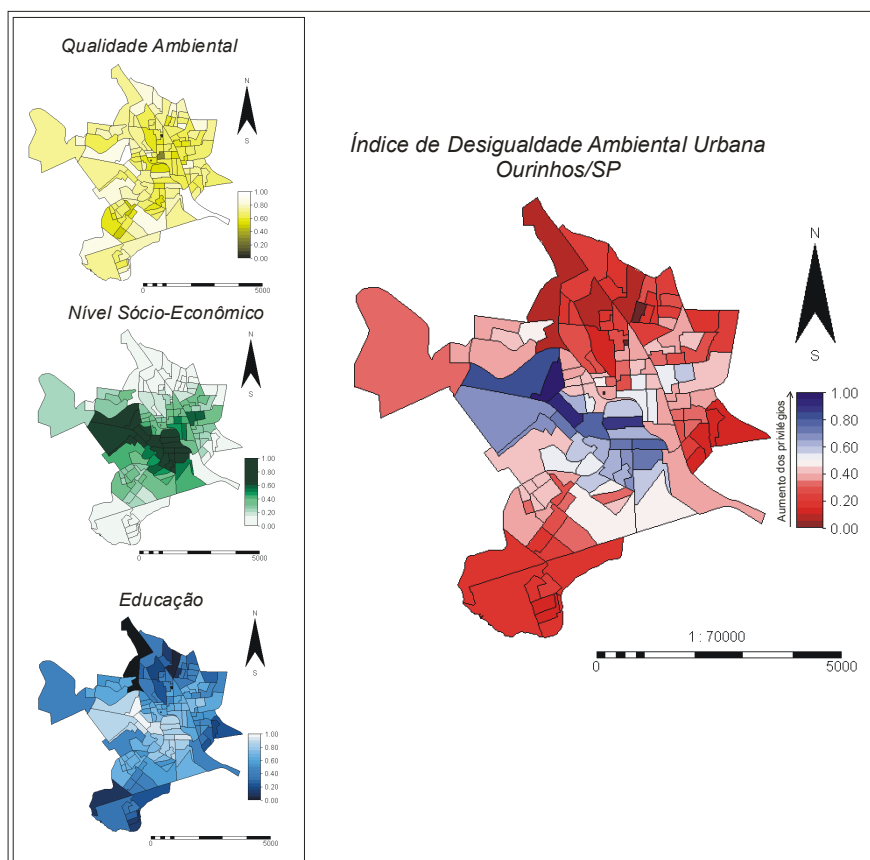 Qualidade Ambiental
N
S
1.00
0.80
0.60
0.40
0.20
0.00
0 5000
Nível Sócio-Econômico
N
S
1.00
0.80
0.60
0.40
0.20
0.00
0 5000
Educação
N
S
1.00
0.80
0.60
0.40
0.20
0.00
0 5000
Índice de Desigualdade Ambiental Urbana
Ourinhos/SP
N
S
Aumento dos privilégios
1.00
0.80
0.60
0.40
0.20
0.00
1 : 70000
0 5000